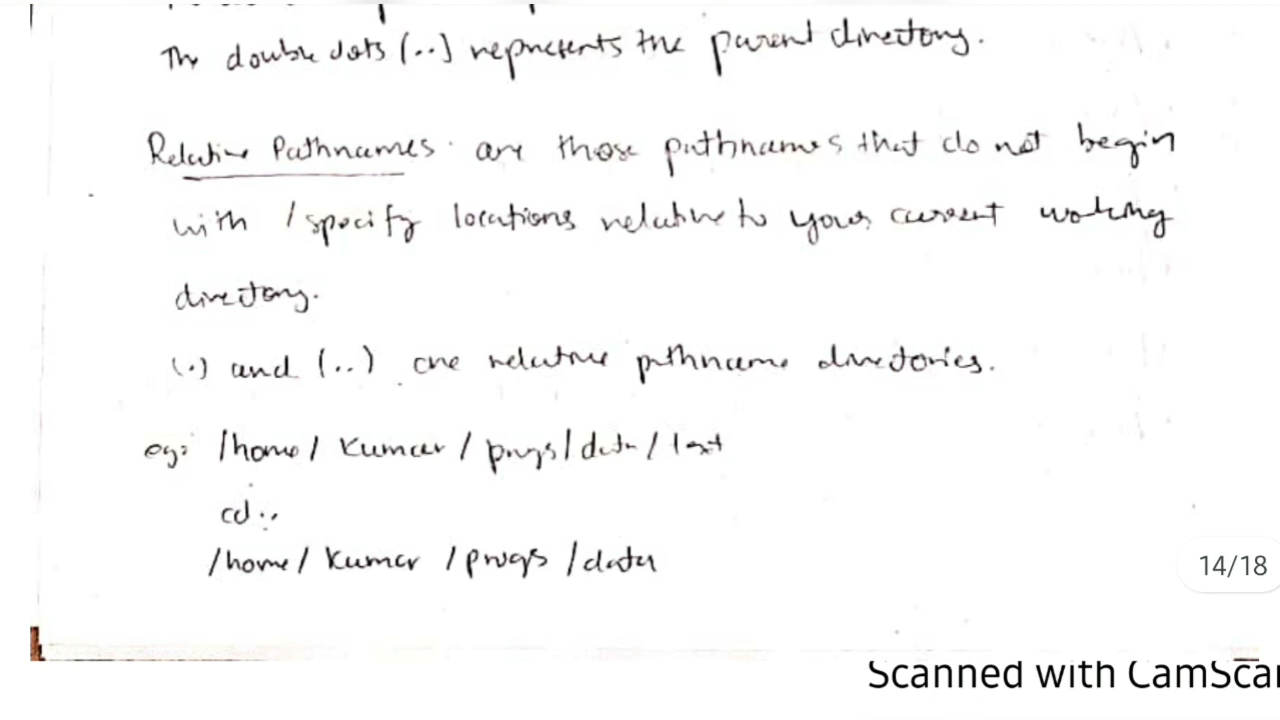 The double dots (..) represents the parent directory.
Relative Pathnames are those pathnames that do not begin
with / specify locations relative to your current working
directory.
(.) and (..) are relative pathname directories.
eg: /home/ Kumar / progs / data /
cd ..
/home/ Kumar / progs / data
14/18
Scanned with CamScan